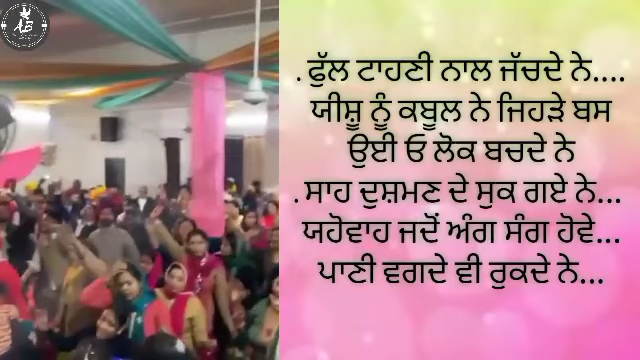 . ਫੁੱਲ ਟਾਹਣੀ ਨਾਲ ਜੱਚਦੇ ਨੇ....
ਯੀਸ਼ੂ ਨੂੰ ਕਬੂਲ ਨੇ ਜਿਹੜੇ ਬਸ
ਉਈ ਓ ਲੋਕ ਬਚਦੇ ਨੇ
. ਸਾਹ ਦੁਸ਼ਮਣ ਦੇ ਸੁਕ ਗਏ ਨੇ...
ਯਹੋਵਾਹ ਜਦੋਂ ਅੰਗ ਸੰਗ ਹੋਵੇ...
ਪਾਣੀ ਵਗਦੇ ਵੀ ਰੁਕਦੇ ਨੇ...